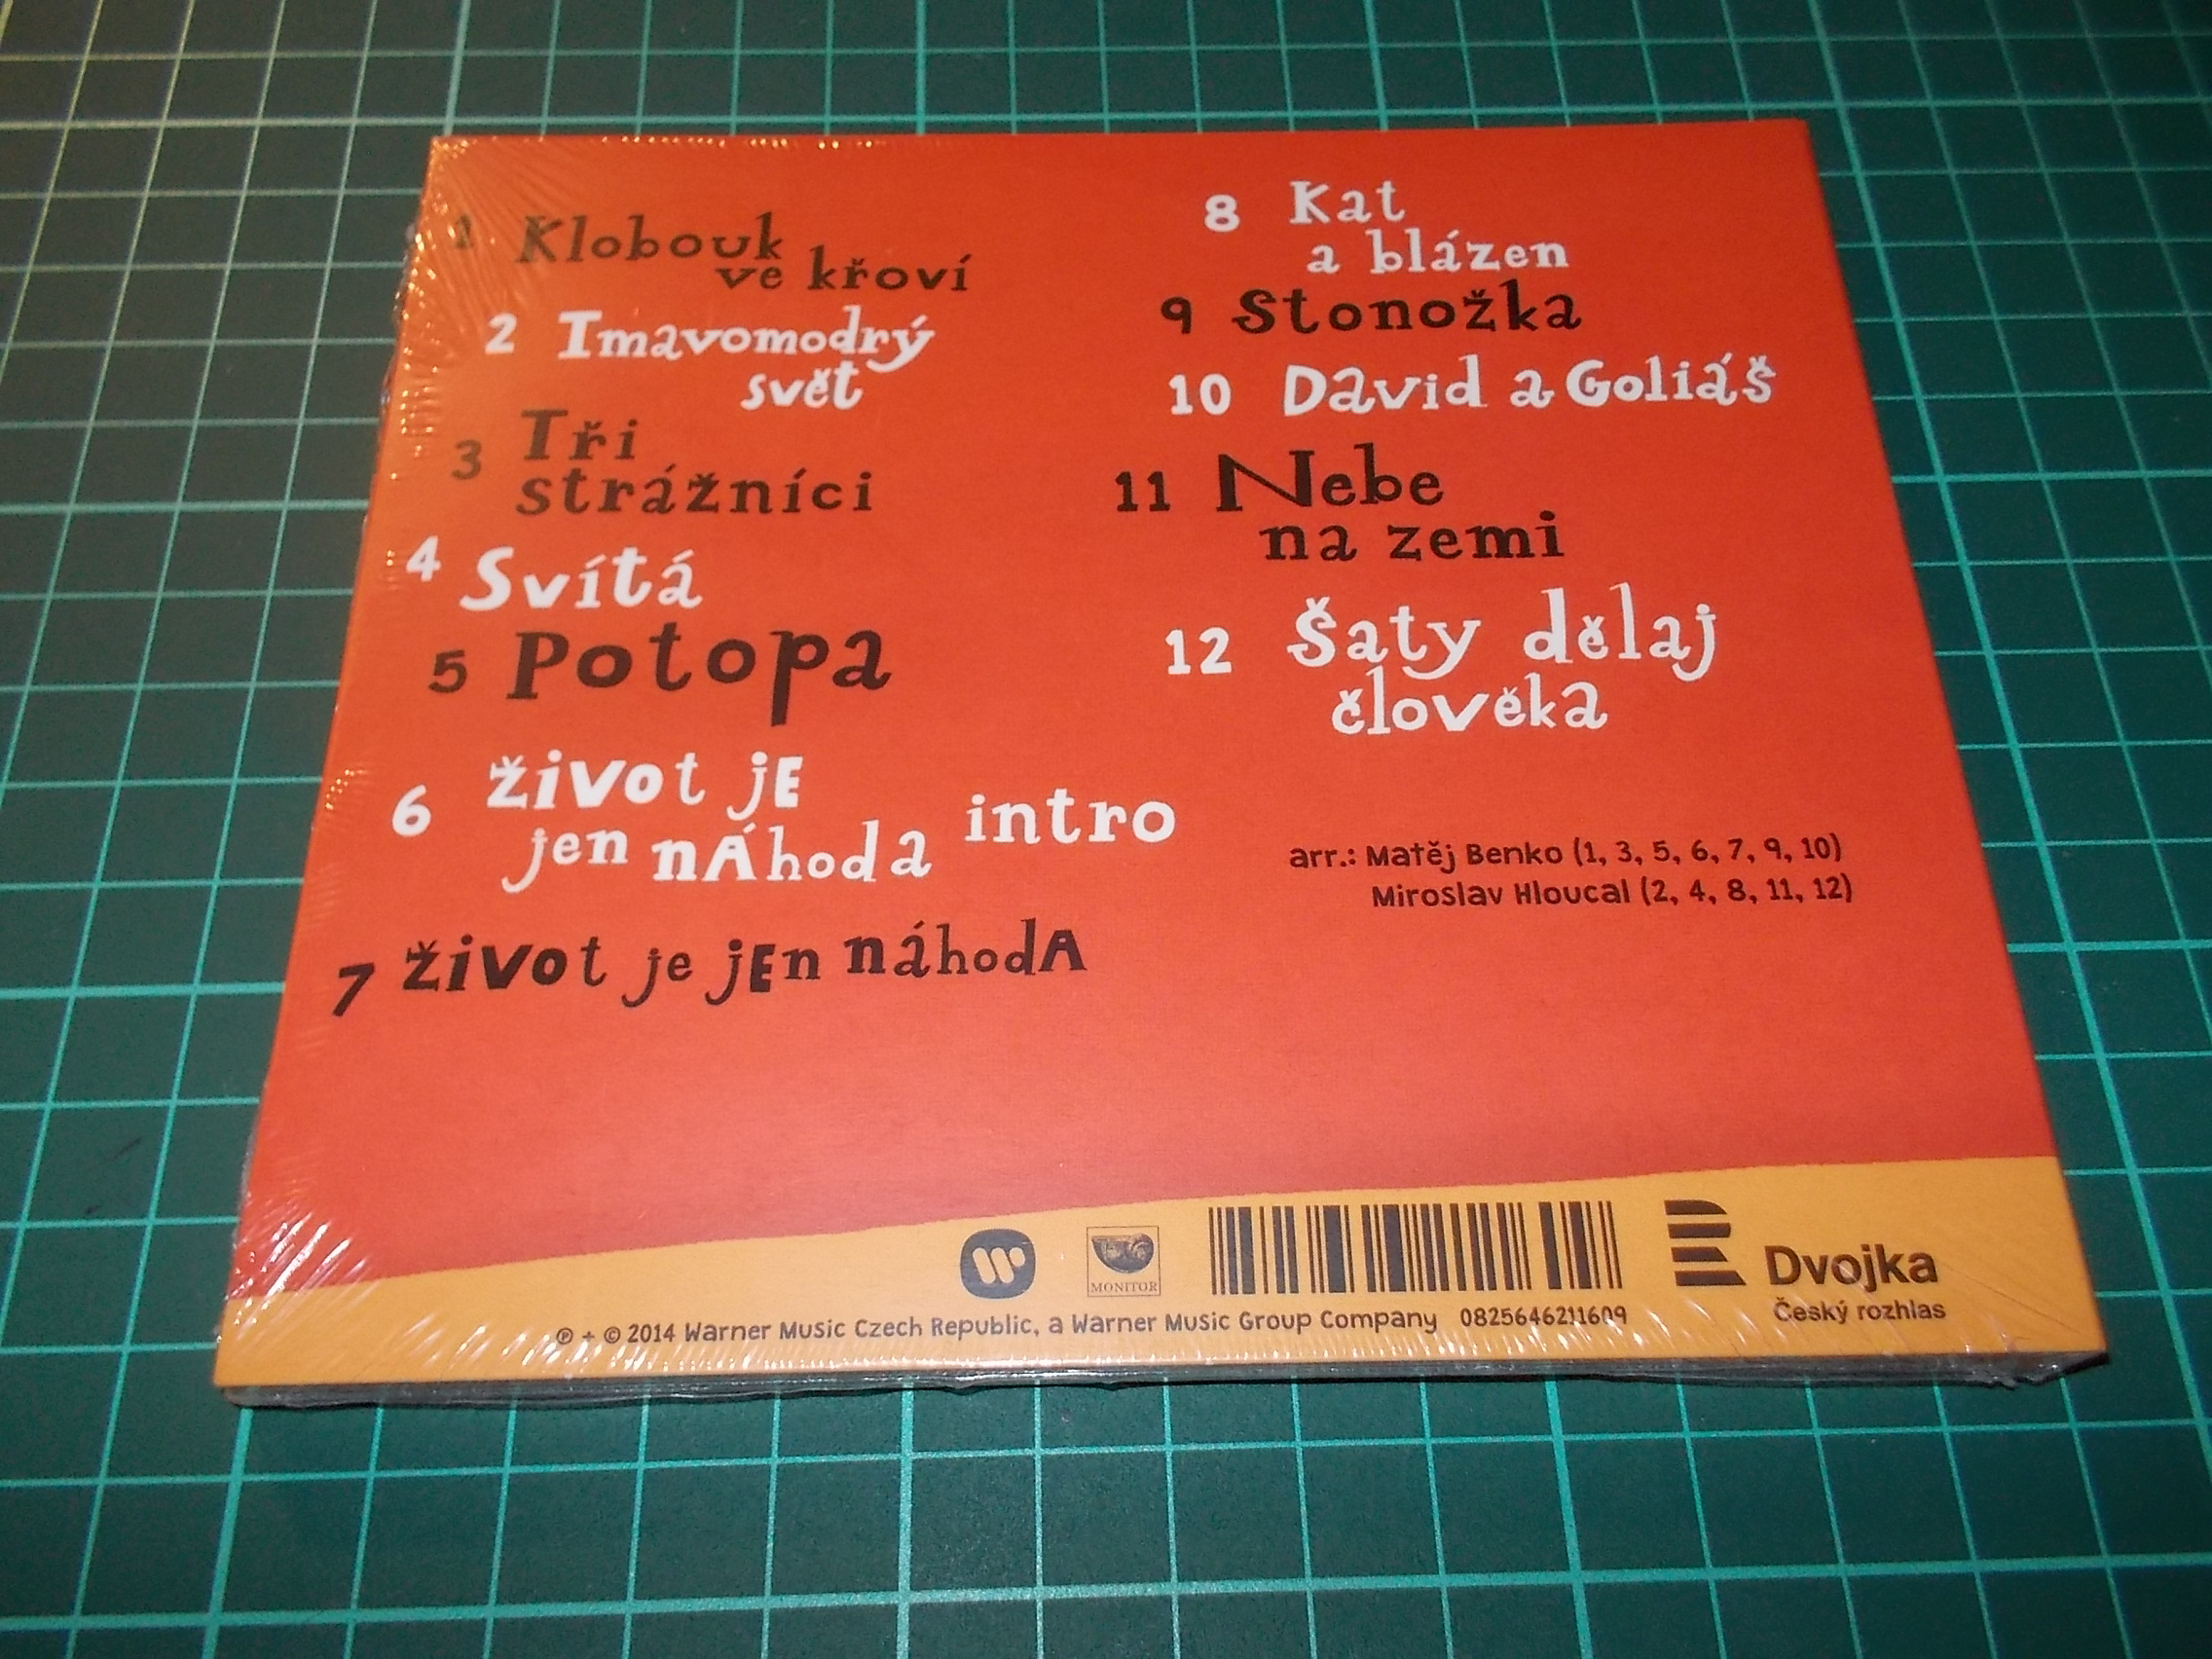 1 Klobouk
ve křoví
2 Tmavomodrý
svět
3 Tři
strážníci
4 Svítá
5 Potopa
6 život jE
jen nÁhoda intro
7 život je jEn náhodA
8 Kat
a blázen
9 Stonožka
10 David a Goliáš
11 Nebe
na zemi
12 Šaty dělaj
člověka
arr.: Matěj Benko (1, 3, 5, 6, 7, 9, 10)
Miroslav Hloucal (2, 4, 8, 11, 12)
MONITOR
Dvojka
Český rozhlas
℗ + © 2014 Warner Music Czech Republic, a Warner Music Group Company 0825646211609